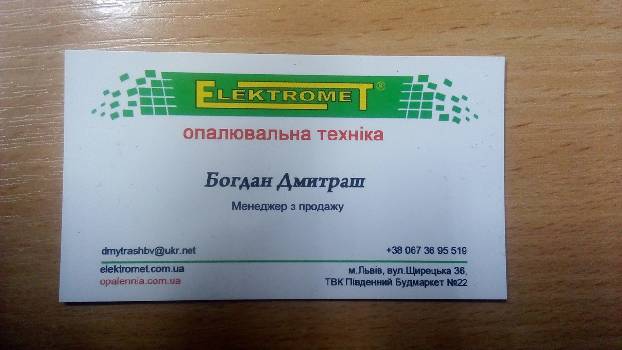 ELEKTROMET®
опалювальна техніка
Богдан Дмитраш
Менеджер з продажу
dmytrashbv@ukr.net +38 067 36 95 519
elektromet.com.ua м.Львів, вул.Щирецька 36,
opalennia.com.ua ТВК Південний Будмаркет №22